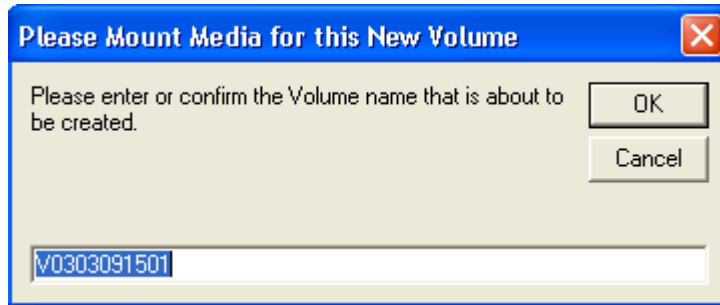 Please Mount Media for this New Volume
Please enter or confirm the Volume name that is about to
be created.
OK
Cancel
V0303091501